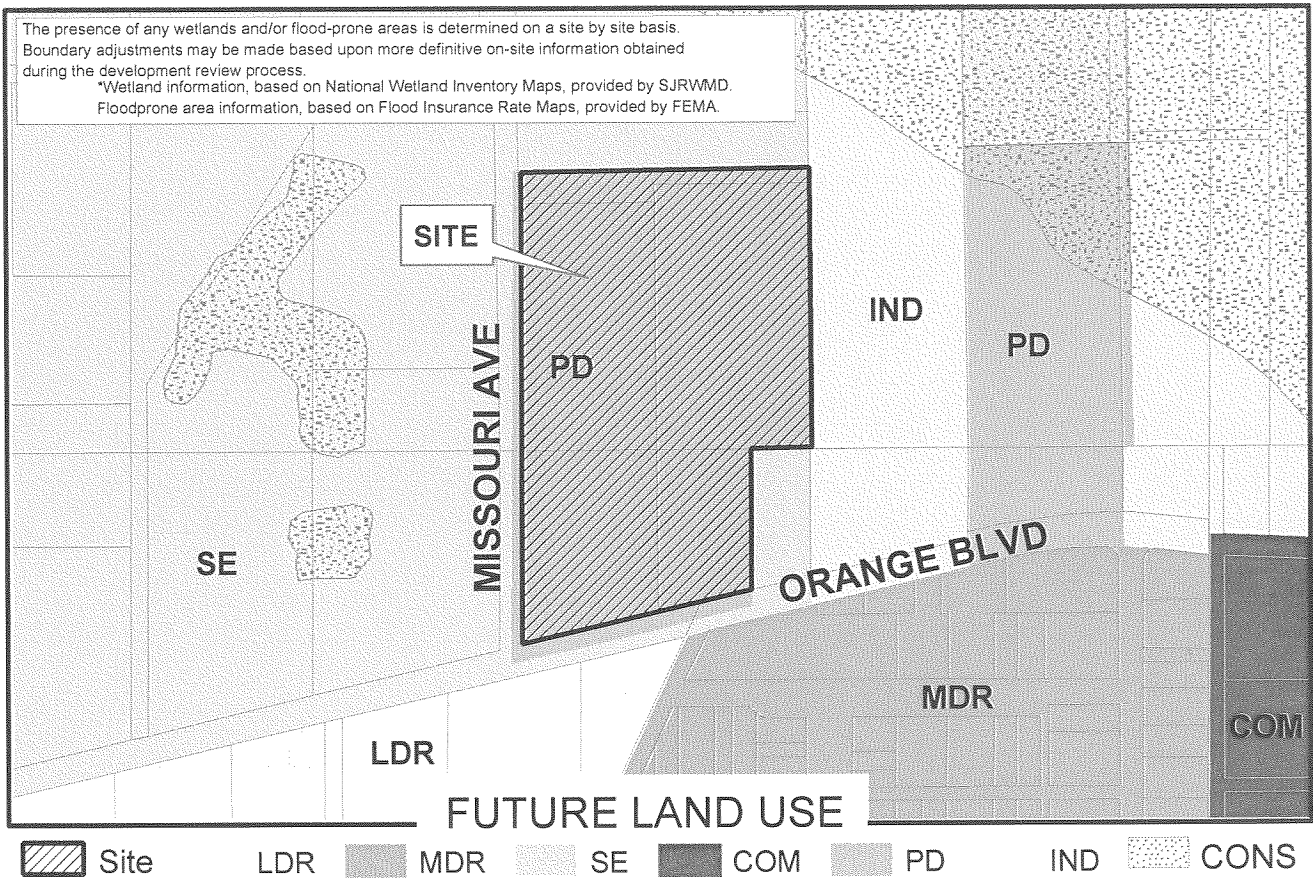 The presence of any wetlands and/or flood-prone areas is determined on a site by site basis.
Boundary adjustments may be made based upon more definitive on-site information obtained
during the development review process.
*Wetland information, based on National Wetland Inventory Maps, provided by SJRWMD.
Floodprone area information, based on Flood Insurance Rate Maps, provided by FEMA.
SITE
IND
PD
PD
MISSOURI AVE
SE
ORANGE BLVD
MDR
COM
LDR
FUTURE LAND USE
Site LDR MDR SE COM PD IND CONS